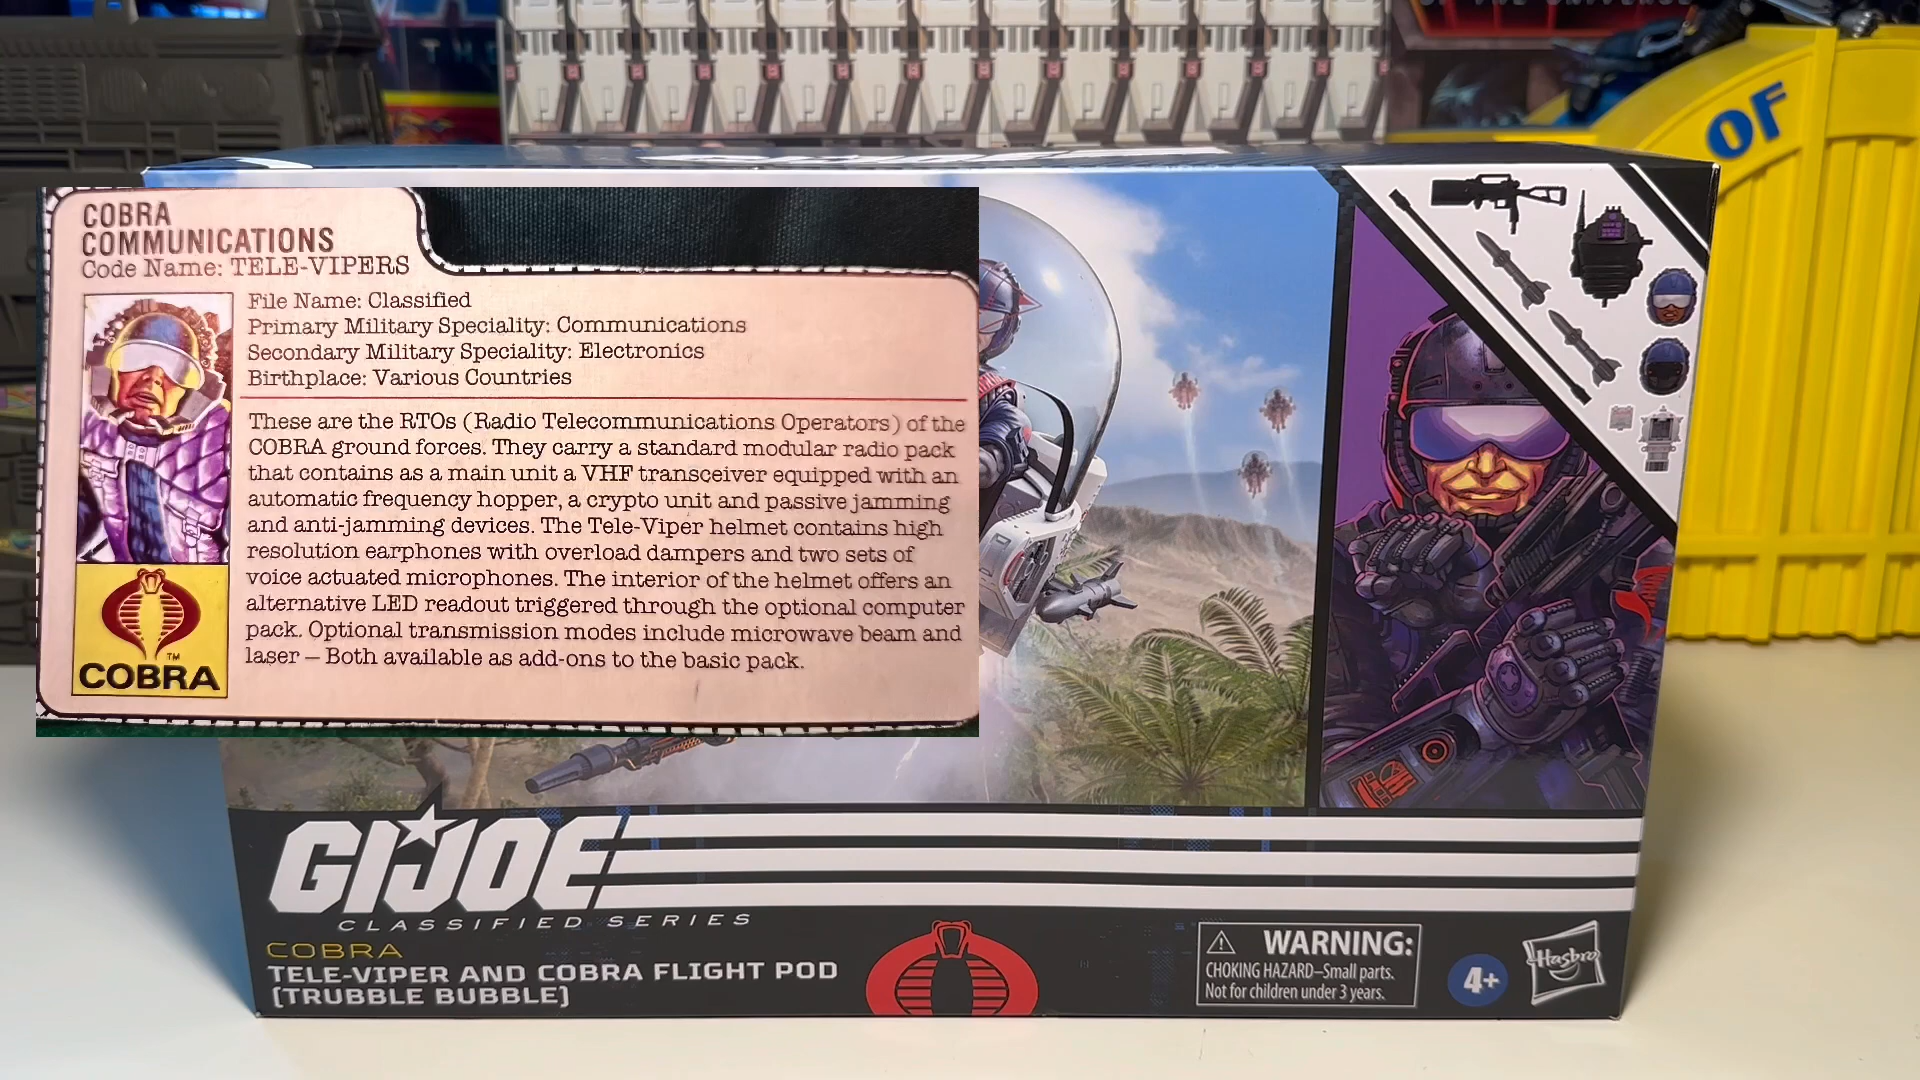 OF
COBRA
COMMUNICATIONS
Code Name: TELE-VIPERS
File Name: Classified
Primary Military Speciality: Communications
Secondary Military Speciality: Electronics
Birthplace: Various Countries
These are the RTOs (Radio Telecommunications Operators) of the
COBRA ground forces. They carry a standard modular radio pack
that contains as a main unit a VHF transceiver equipped with an
automatic frequency hopper, a crypto unit and passive jamming
and anti-jamming devices. The Tele-Viper helmet contains high
resolution earphones with overload dampers and two sets of
voice actuated microphones. The interior of the helmet offers an
alternative LED readout triggered through the optional computer
pack. Optional transmission modes include microwave beam and
laser – Both available as add-ons to the basic pack.
TM
COBRA
GI JOE
CLASSIFIED SERIES
COBRA
TELE-VIPER AND COBRA FLIGHT POD
(TRUBBLE BUBBLE)
WARNING:
CHOKING HAZARD–Small parts.
Not for children under 3 years.
4+
Hasbro